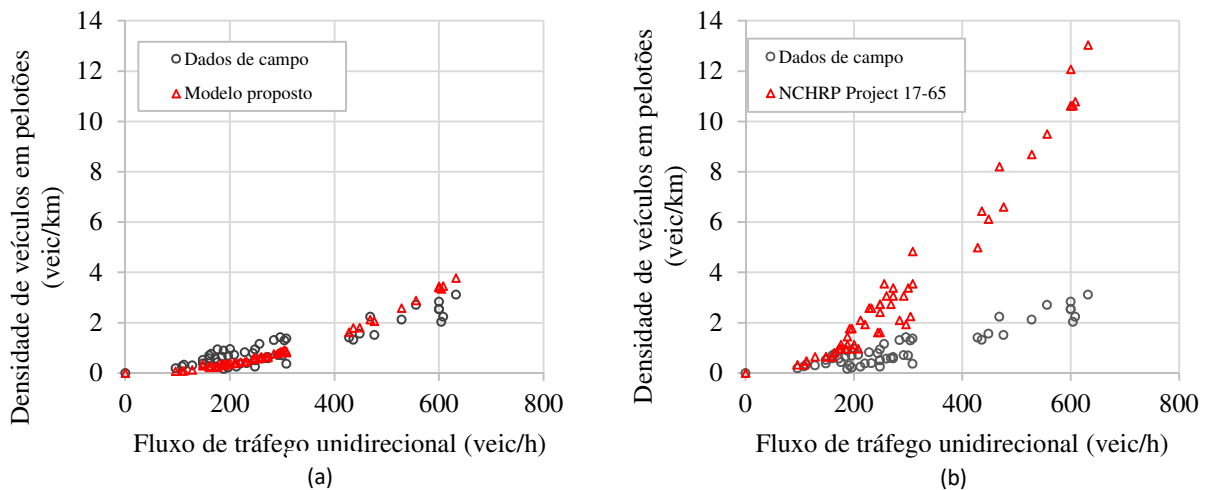 14
12
10
8
6
4
2
0
Densidade de veículos em pelotões
(veic/km)
Dados de campo
Modelo proposto
0 200 400 600 800
Fluxo de tráfego unidirecional (veic/h)
(a)
14
12
10
8
6
4
2
0
Densidade de veículos em pelotões
(veic/km)
Dados de campo
NCHRP Project 17-65
0 200 400 600 800
Fluxo de tráfego unidirecional (veic/h)
(b)